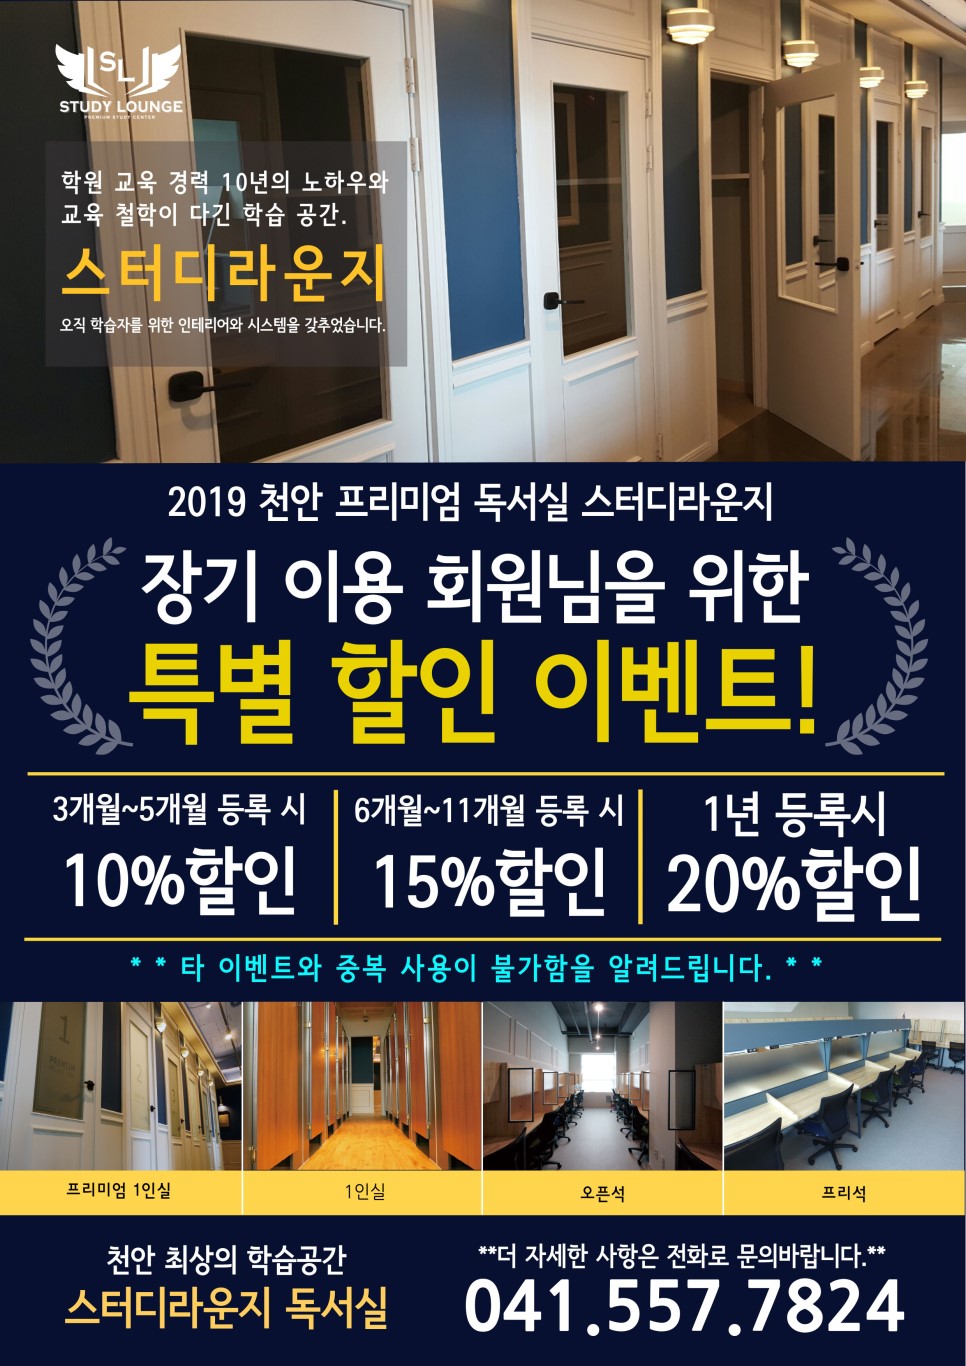 SL
STUDY LOUNGE
PREMIUM STUDY CENTER
학원 교육 경력 10년의 노하우와
교육 철학이 다긴 학습 공간.
스터디라운지
오직 학습자를 위한 인테리어와 시스템을 갖추었습니다.
2019 천안 프리미엄 독서실 스터디라운지
장기 이용 회원님을 위한
특별 할인 이벤트!
3개월~5개월 등록 시
10%할인
6개월~11개월 등록 시
15%할인
1년 등록시
20%할인
* * 타 이벤트와 중복 사용이 불가함을 알려드립니다. * *
1
PREMIUM
프리미엄 1인실
1인실
오픈석
프리석
천안 최상의 학습공간
스터디라운지 독서실
**더 자세한 사항은 전화로 문의바랍니다.**
041.557.7824